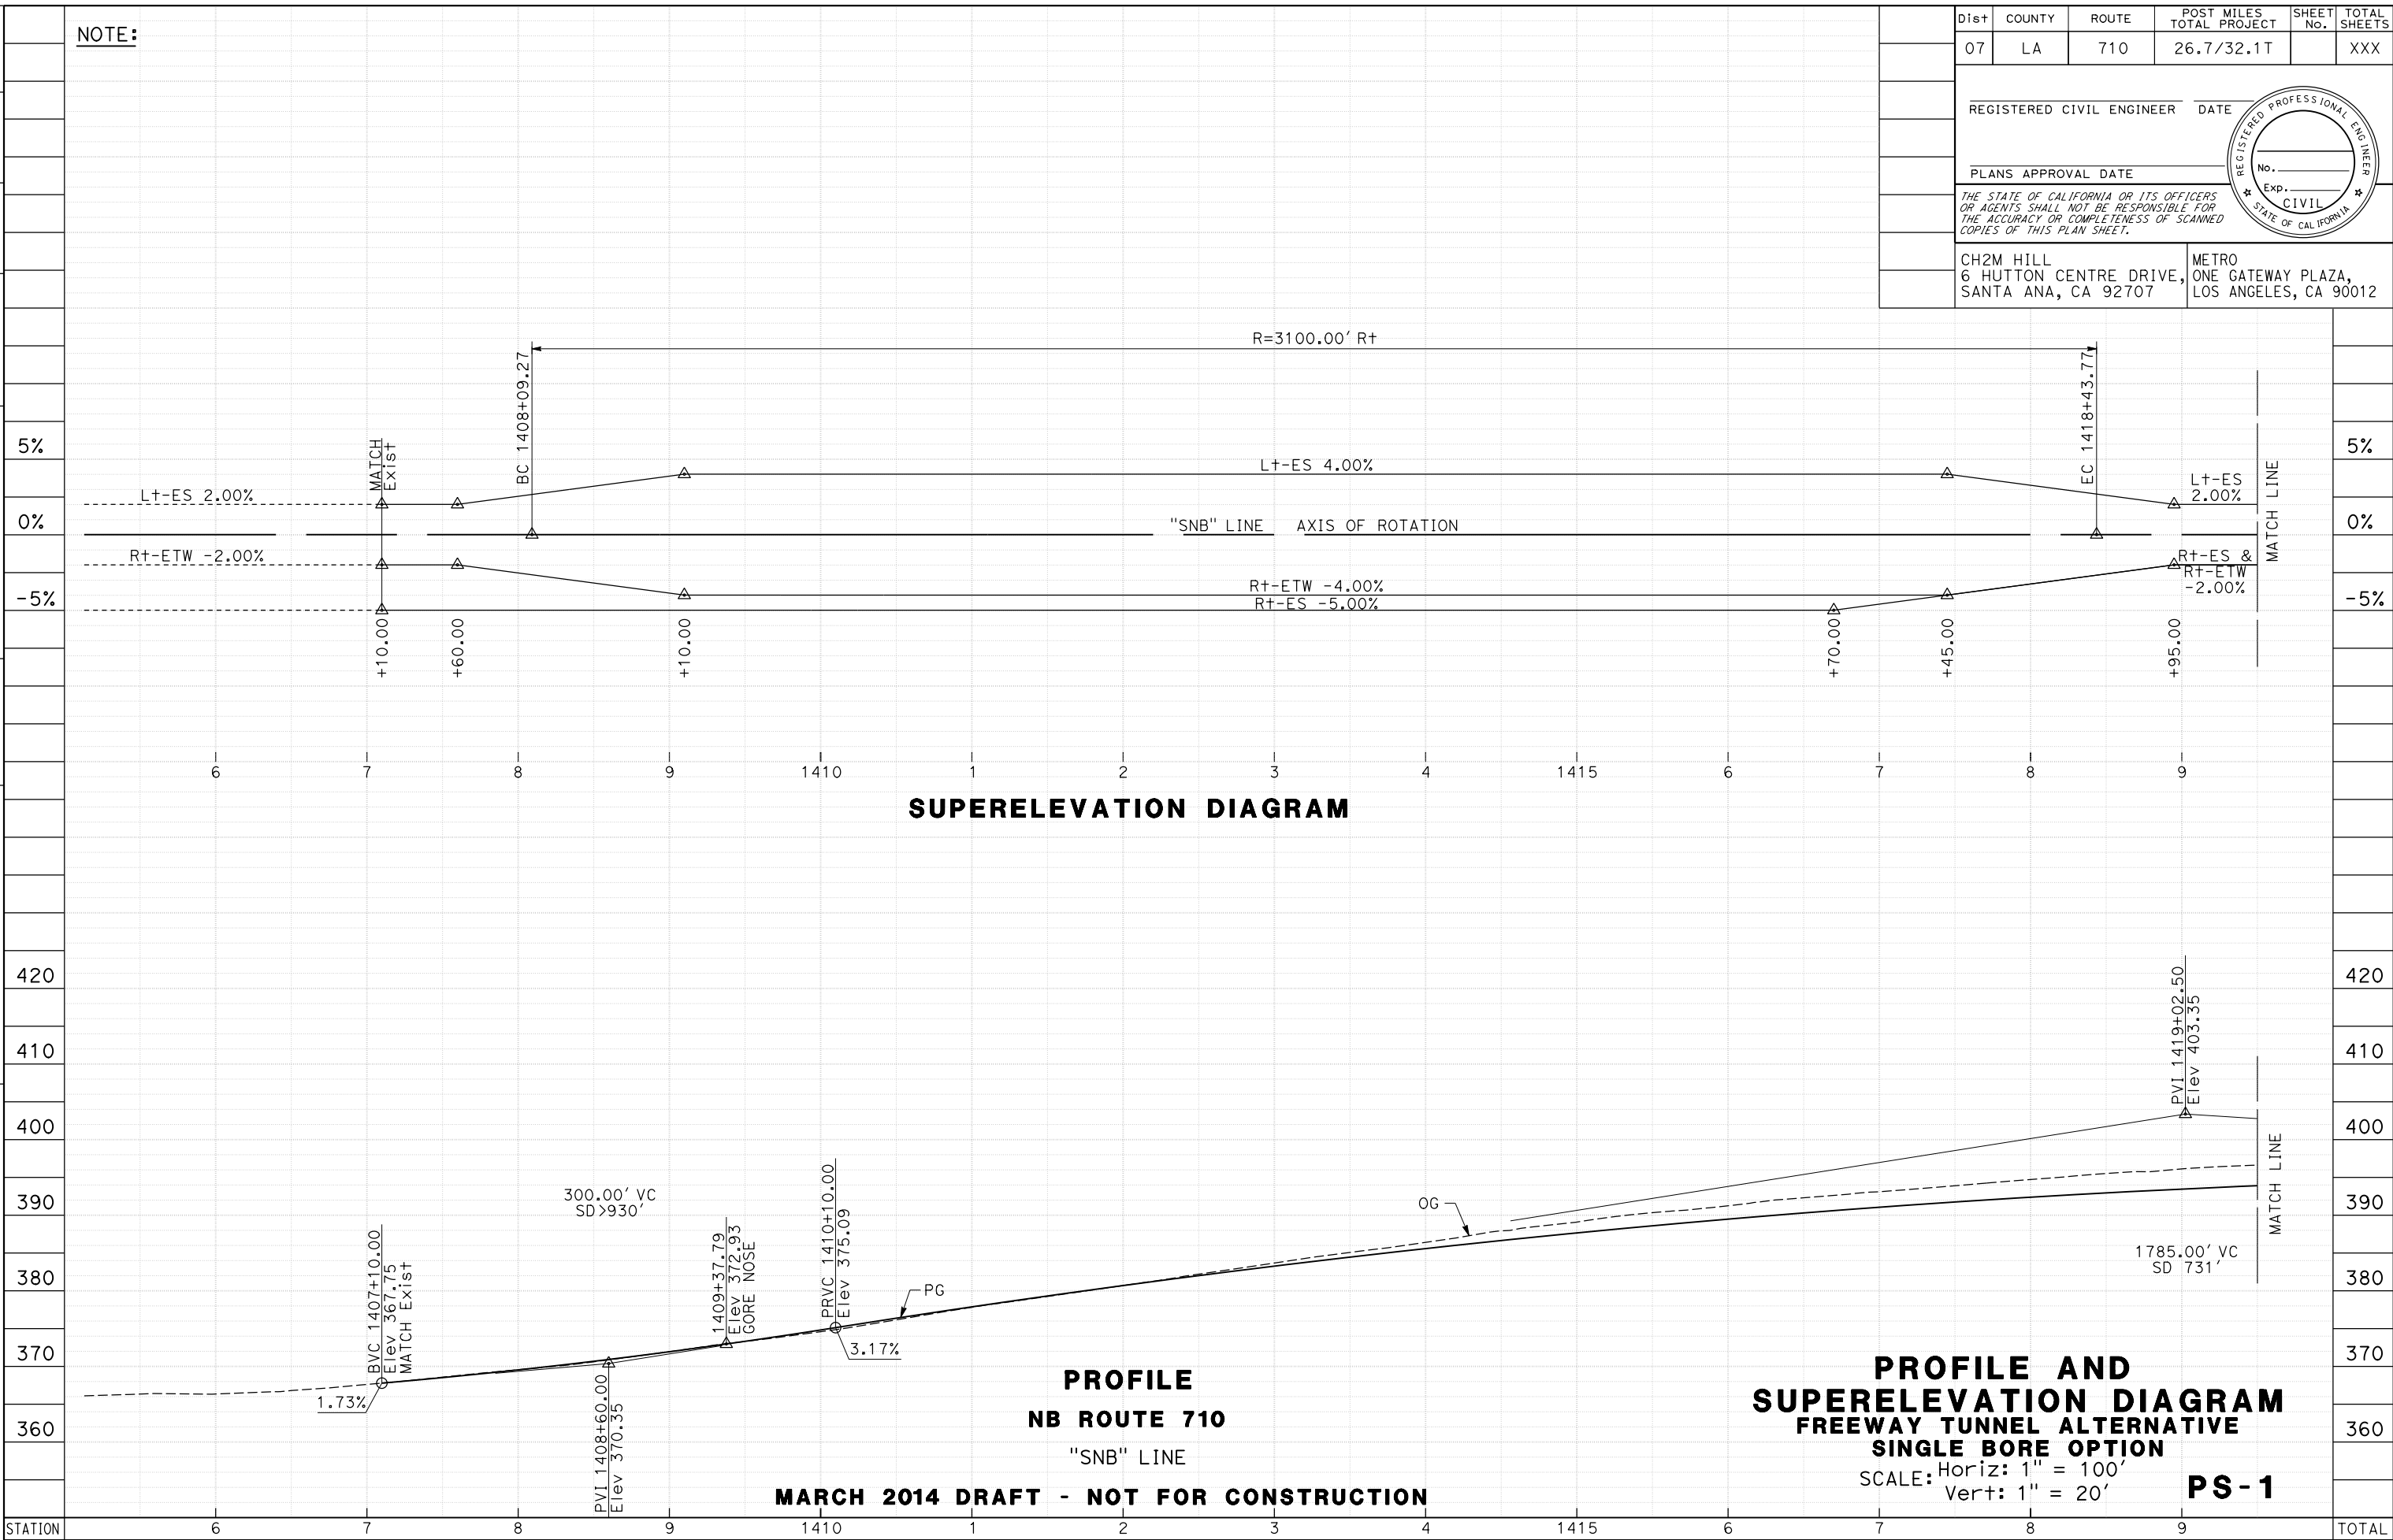 NOTE:
Dist COUNTY ROUTE POST MILES TOTAL PROJECT SHEET No. TOTAL SHEETS
07 LA 710 26.7/32.1T XXX
REGISTERED CIVIL ENGINEER DATE
PLANS APPROVAL DATE
REGISTERED PROFESSIONAL ENGINEER
No.
Exp.
CIVIL
STATE OF CALIFORNIA
THE STATE OF CALIFORNIA OR ITS OFFICERS
OR AGENTS SHALL NOT BE RESPONSIBLE FOR
THE ACCURACY OR COMPLETENESS OF SCANNED
COPIES OF THIS PLAN SHEET.
CH2M HILL
6 HUTTON CENTRE DRIVE,
SANTA ANA, CA 92707
METRO
ONE GATEWAY PLAZA,
LOS ANGELES, CA 90012
R=3100.00' Rt
BC 1408+09.27
EC 1418+43.77
MATCH
Exist
5% 5%
Lt-ES 2.00%
Lt-ES 4.00%
Lt-ES
2.00%
MATCH LINE
0% 0%
"SNB" LINE AXIS OF ROTATION
Rt-ETW -2.00%
Rt-ETW -4.00%
Rt-ES -5.00%
Rt-ES &
Rt-ETW
-2.00%
-5% -5%
+10.00
+60.00
+10.00
+70.00
+45.00
+95.00
6 7 8 9 1410 1 2 3 4 1415 6 7 8 9
SUPERELEVATION DIAGRAM
420 420
410 410
400 400
390 390
380 380
370 370
360 360
PVI 1419+02.50
Elev 403.35
MATCH LINE
300.00' VC
SD>930'
OG
1785.00' VC
SD 731'
BVC 1407+10.00
Elev 367.75
MATCH Exist
1409+37.79
Elev 372.93
GORE NOSE
PRVC 1410+10.00
Elev 375.09
PG
3.17%
1.73%
PVI 1408+60.00
Elev 370.35
PROFILE
NB ROUTE 710
"SNB" LINE
MARCH 2014 DRAFT - NOT FOR CONSTRUCTION
PROFILE AND
SUPERELEVATION DIAGRAM
FREEWAY TUNNEL ALTERNATIVE
SINGLE BORE OPTION
SCALE: Horiz: 1" = 100'
Vert: 1" = 20'
PS-1
STATION 6 7 8 9 1410 1 2 3 4 1415 6 7 8 9 TOTAL